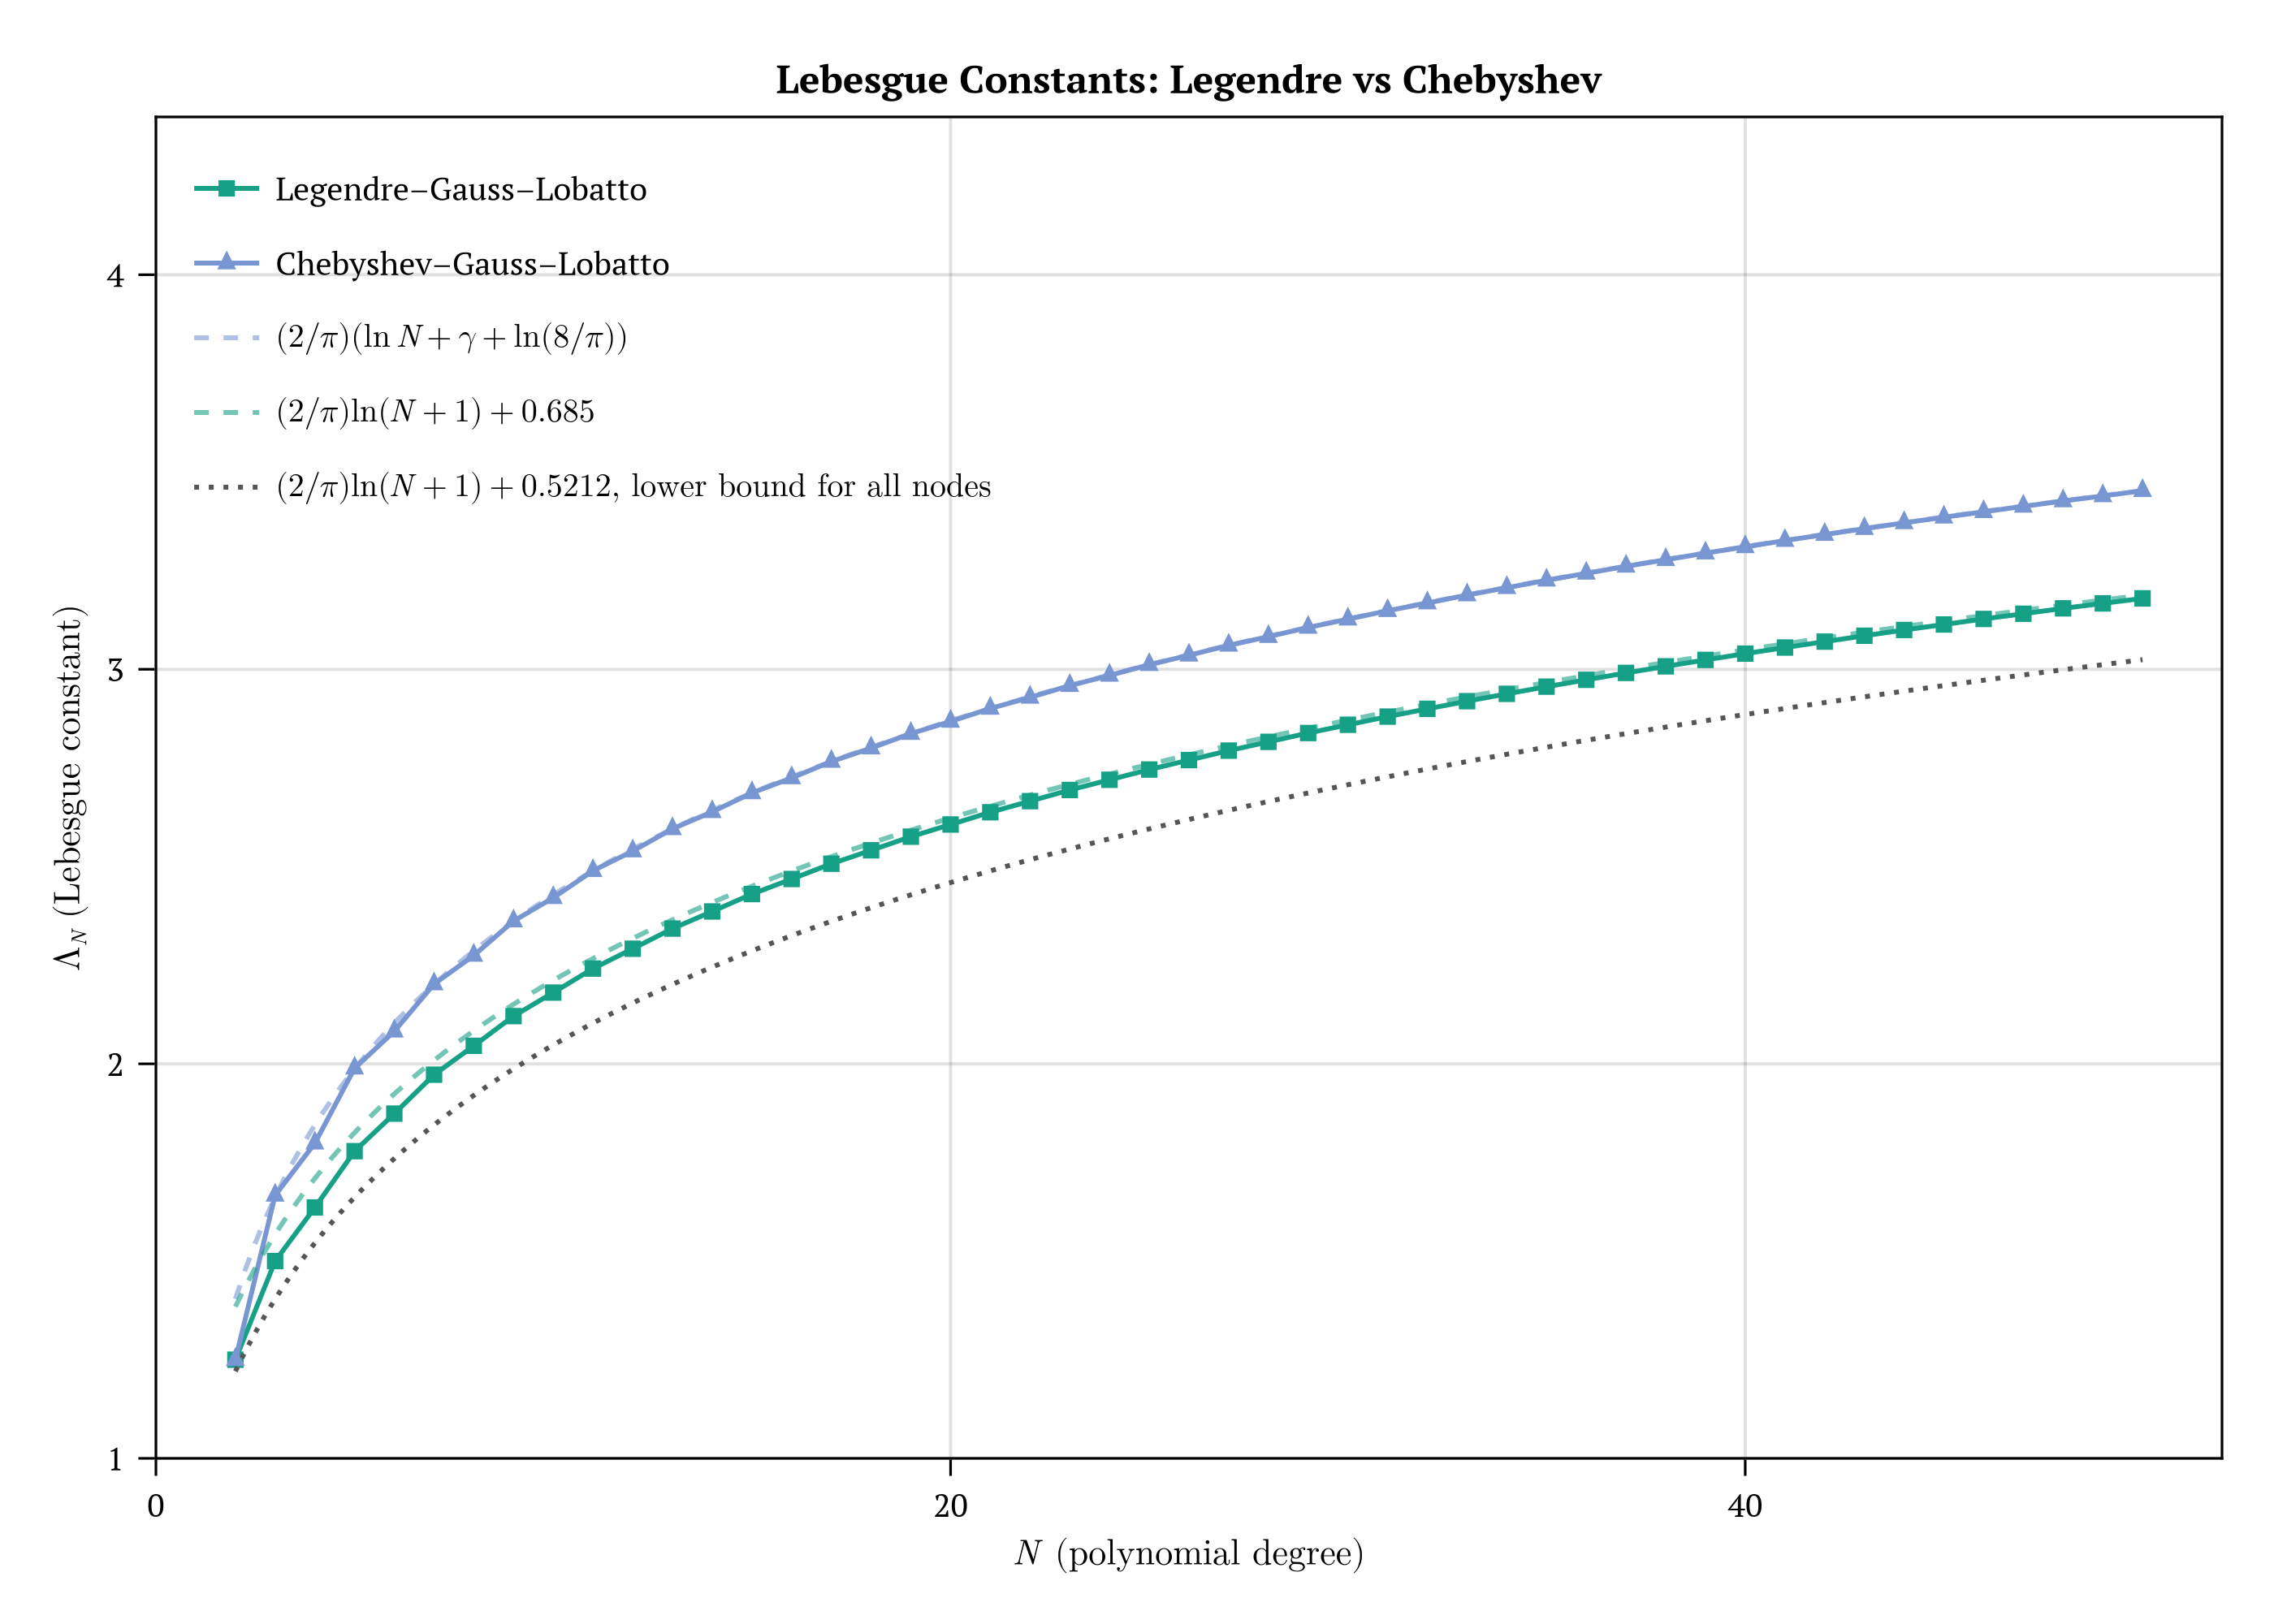 Lebesgue Constants: Legendre vs Chebyshev
Legendre–Gauss–Lobatto
Chebyshev–Gauss–Lobatto
(2/π)(ln N + γ + ln(8/π))
(2/π)ln(N + 1) + 0.685
(2/π)ln(N + 1) + 0.5212, lower bound for all nodes
Λ_N (Lebesgue constant)
4
3
2
1
0 20 40
N (polynomial degree)